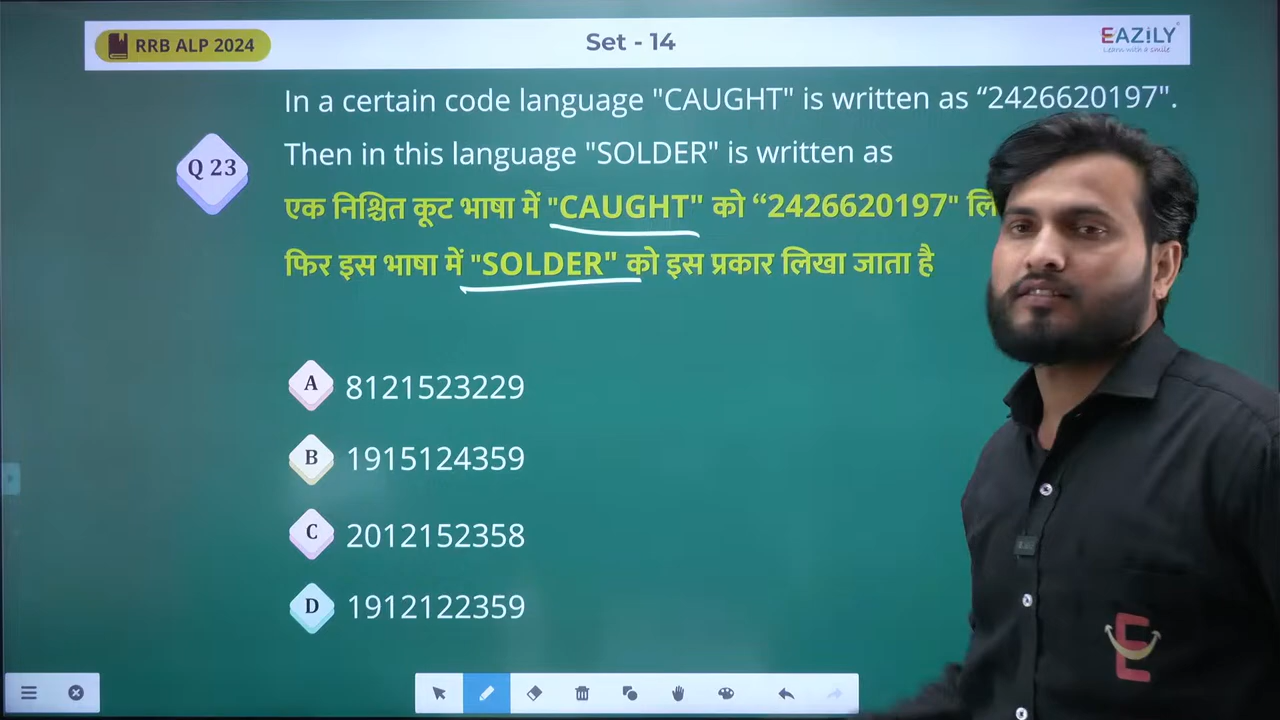 RRB ALP 2024
Set - 14
EAZILY
Learn with a smile
In a certain code language "CAUGHT" is written as “2426620197".
Q 23
Then in this language "SOLDER" is written as
एक निश्चित कूट भाषा में "CAUGHT" को “2426620197" लि
फिर इस भाषा में "SOLDER" को इस प्रकार लिखा जाता है
A 8121523229
B 1915124359
C 2012152358
D 1912122359